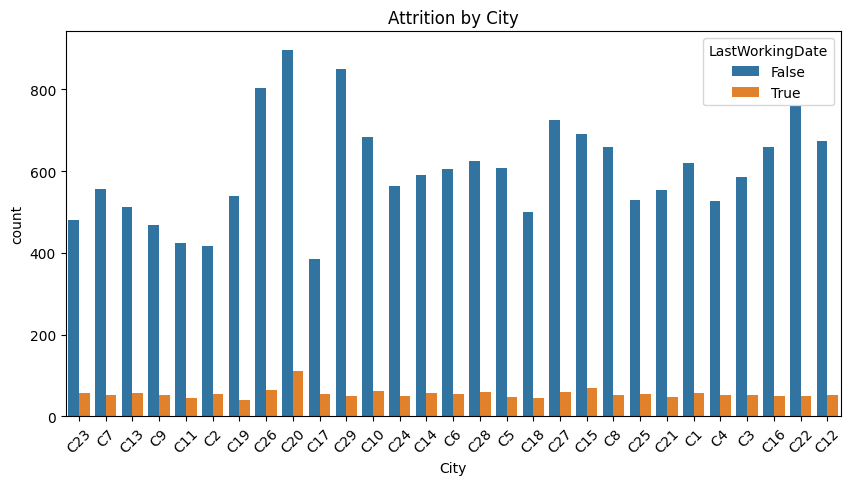 Attrition by City
LastWorkingDate
False
True
count
800
600
400
200
0
C23 C7 C13 C9 C11 C2 C19 C26 C20 C17 C29 C10 C24 C14 C6 C28 C5 C18 C27 C15 C8 C25 C21 C1 C4 C3 C16 C22 C12
City